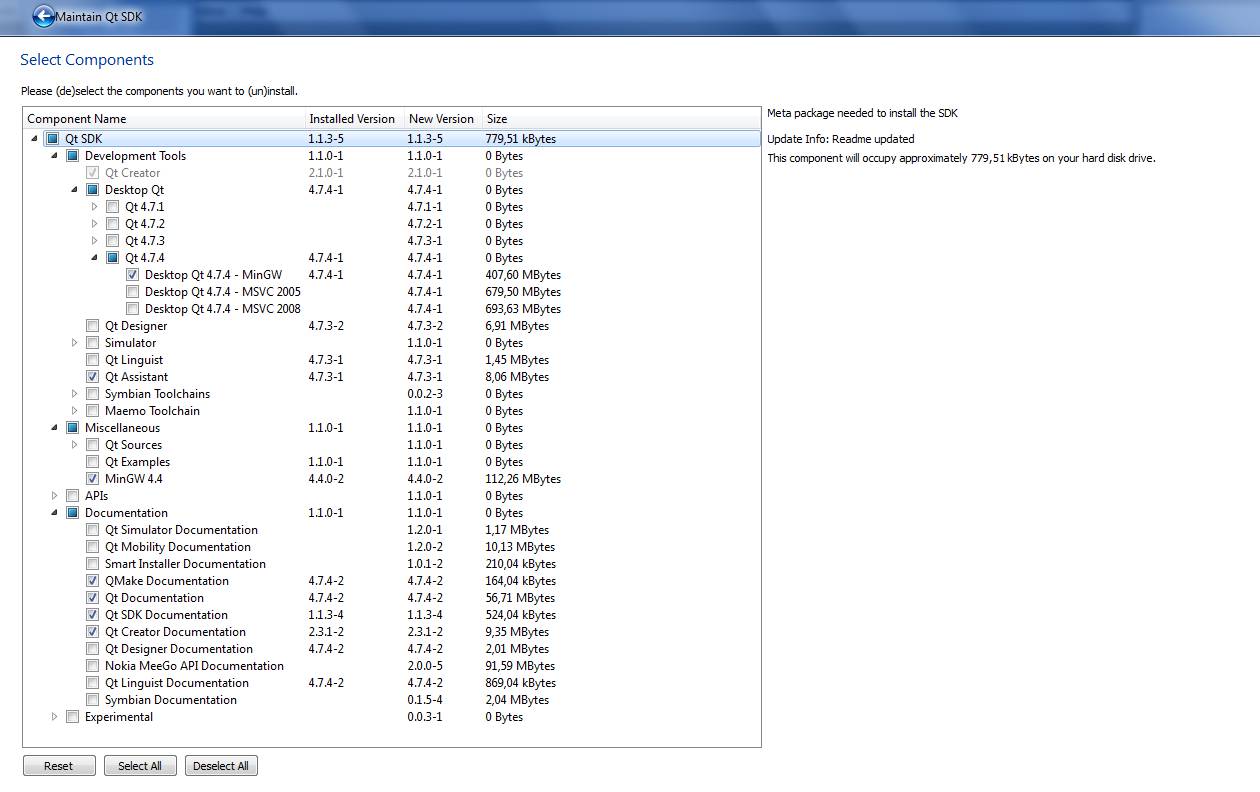 Maintain Qt SDK
Select Components
Please (de)select the components you want to (un)install.
Component Name Installed Version New Version Size
Qt SDK 1.1.3-5 1.1.3-5 779,51 kBytes
Development Tools 1.1.0-1 1.1.0-1 0 Bytes
Qt Creator 2.1.0-1 2.1.0-1 0 Bytes
Desktop Qt 4.7.4-1 4.7.4-1 0 Bytes
Qt 4.7.1 4.7.1-1 0 Bytes
Qt 4.7.2 4.7.2-1 0 Bytes
Qt 4.7.3 4.7.3-1 0 Bytes
Qt 4.7.4 4.7.4-1 4.7.4-1 0 Bytes
Desktop Qt 4.7.4 - MinGW 4.7.4-1 4.7.4-1 407,60 MBytes
Desktop Qt 4.7.4 - MSVC 2005 4.7.4-1 679,50 MBytes
Desktop Qt 4.7.4 - MSVC 2008 4.7.4-1 693,63 MBytes
Qt Designer 4.7.3-2 4.7.3-2 6,91 MBytes
Simulator 1.1.0-1 0 Bytes
Qt Linguist 4.7.3-1 4.7.3-1 1,45 MBytes
Qt Assistant 4.7.3-1 4.7.3-1 8,06 MBytes
Symbian Toolchains 0.0.2-3 0 Bytes
Maemo Toolchain 1.1.0-1 0 Bytes
Miscellaneous 1.1.0-1 1.1.0-1 0 Bytes
Qt Sources 1.1.0-1 0 Bytes
Qt Examples 1.1.0-1 1.1.0-1 0 Bytes
MinGW 4.4 4.4.0-2 4.4.0-2 112,26 MBytes
APIs 1.1.0-1 0 Bytes
Documentation 1.1.0-1 1.1.0-1 0 Bytes
Qt Simulator Documentation 1.2.0-1 1,17 MBytes
Qt Mobility Documentation 1.2.0-2 10,13 MBytes
Smart Installer Documentation 1.0.1-2 210,04 kBytes
QMake Documentation 4.7.4-2 4.7.4-2 164,04 kBytes
Qt Documentation 4.7.4-2 4.7.4-2 56,71 MBytes
Qt SDK Documentation 1.1.3-4 1.1.3-4 524,04 kBytes
Qt Creator Documentation 2.3.1-2 2.3.1-2 9,35 MBytes
Qt Designer Documentation 4.7.4-2 4.7.4-2 2,01 MBytes
Nokia MeeGo API Documentation 2.0.0-5 91,59 MBytes
Qt Linguist Documentation 4.7.4-2 4.7.4-2 869,04 kBytes
Symbian Documentation 0.1.5-4 2,04 MBytes
Experimental 0.0.3-1 0 Bytes
Meta package needed to install the SDK
Update Info: Readme updated
This component will occupy approximately 779,51 kBytes on your hard disk drive.
Reset Select All Deselect All